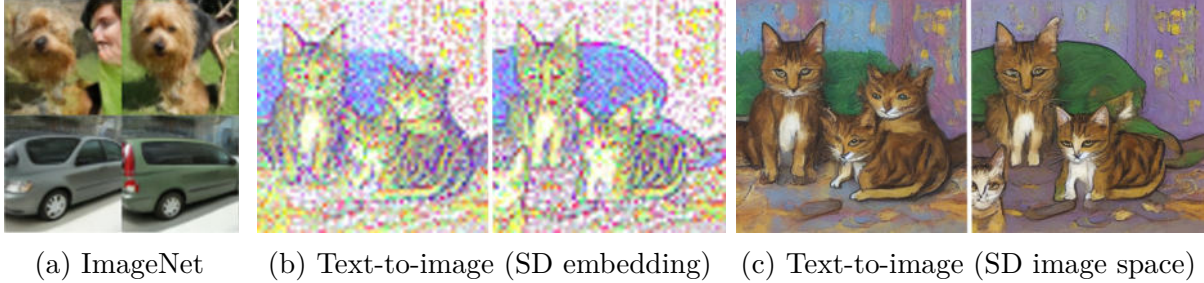 (a) ImageNet
(b) Text-to-image (SD embedding)
(c) Text-to-image (SD image space)